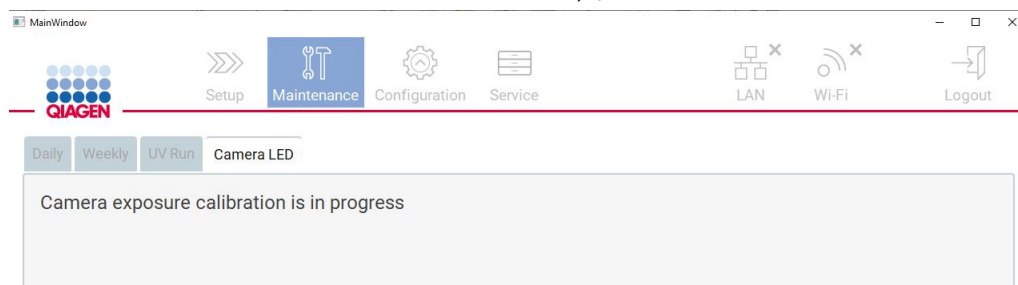 MainWindow
QIAGEN
Setup Maintenance Configuration Service LAN Wi-Fi Logout
Daily Weekly UV Run Camera LED
Camera exposure calibration is in progress